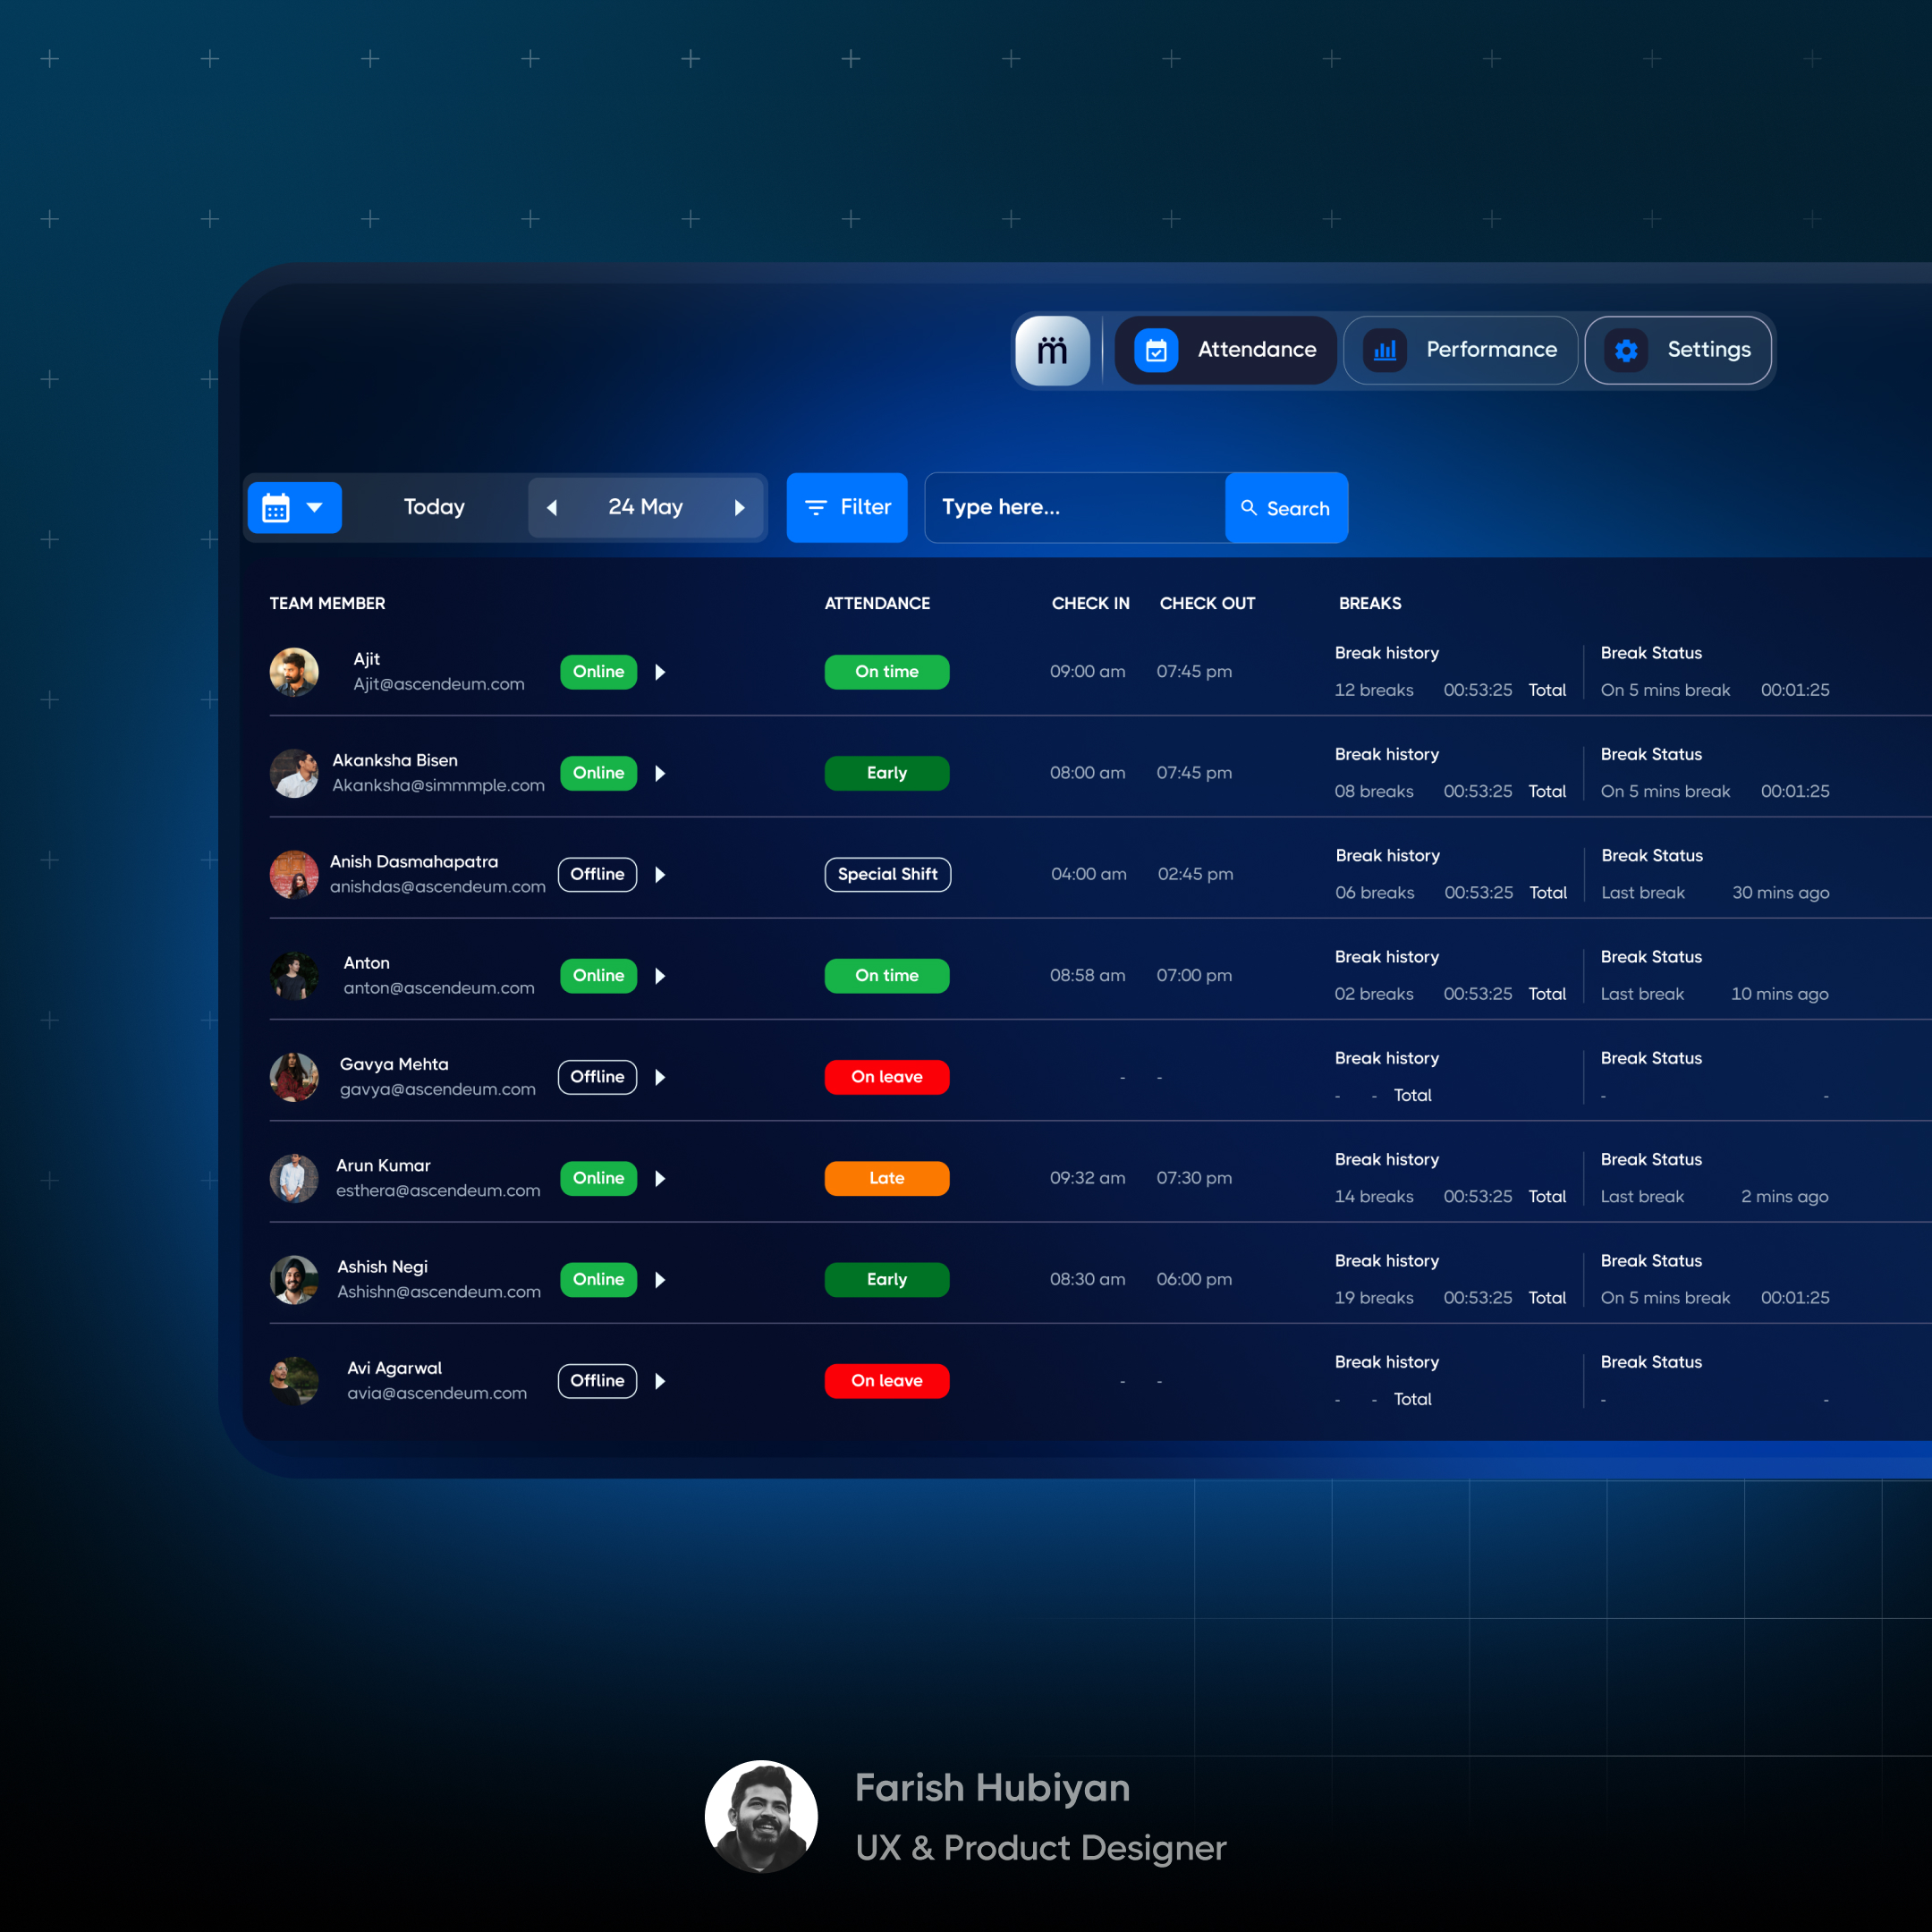 m Attendance Performance Settings
Today 24 May Filter Type here... Search
TEAM MEMBER ATTENDANCE CHECK IN CHECK OUT BREAKS
Ajit Break history Break Status
Ajit@ascendeum.com Online On time 09:00 am 07:45 pm 12 breaks 00:53:25 Total On 5 mins break 00:01:25
Akanksha Bisen Break history Break Status
Akanksha@simmmple.com Online Early 08:00 am 07:45 pm 08 breaks 00:53:25 Total On 5 mins break 00:01:25
Anish Dasmahapatra Break history Break Status
anishdas@ascendeum.com Offline Special Shift 04:00 am 02:45 pm 06 breaks 00:53:25 Total Last break 30 mins ago
Anton Break history Break Status
anton@ascendeum.com Online On time 08:58 am 07:00 pm 02 breaks 00:53:25 Total Last break 10 mins ago
Gavya Mehta Break history Break Status
gavya@ascendeum.com Offline On leave - - - - Total - -
Arun Kumar Break history Break Status
esthera@ascendeum.com Online Late 09:32 am 07:30 pm 14 breaks 00:53:25 Total Last break 2 mins ago
Ashish Negi Break history Break Status
Ashishn@ascendeum.com Online Early 08:30 am 06:00 pm 19 breaks 00:53:25 Total On 5 mins break 00:01:25
Avi Agarwal Break history Break Status
avia@ascendeum.com Offline On leave - - - - Total - -
Farish Hubiyan
UX & Product Designer